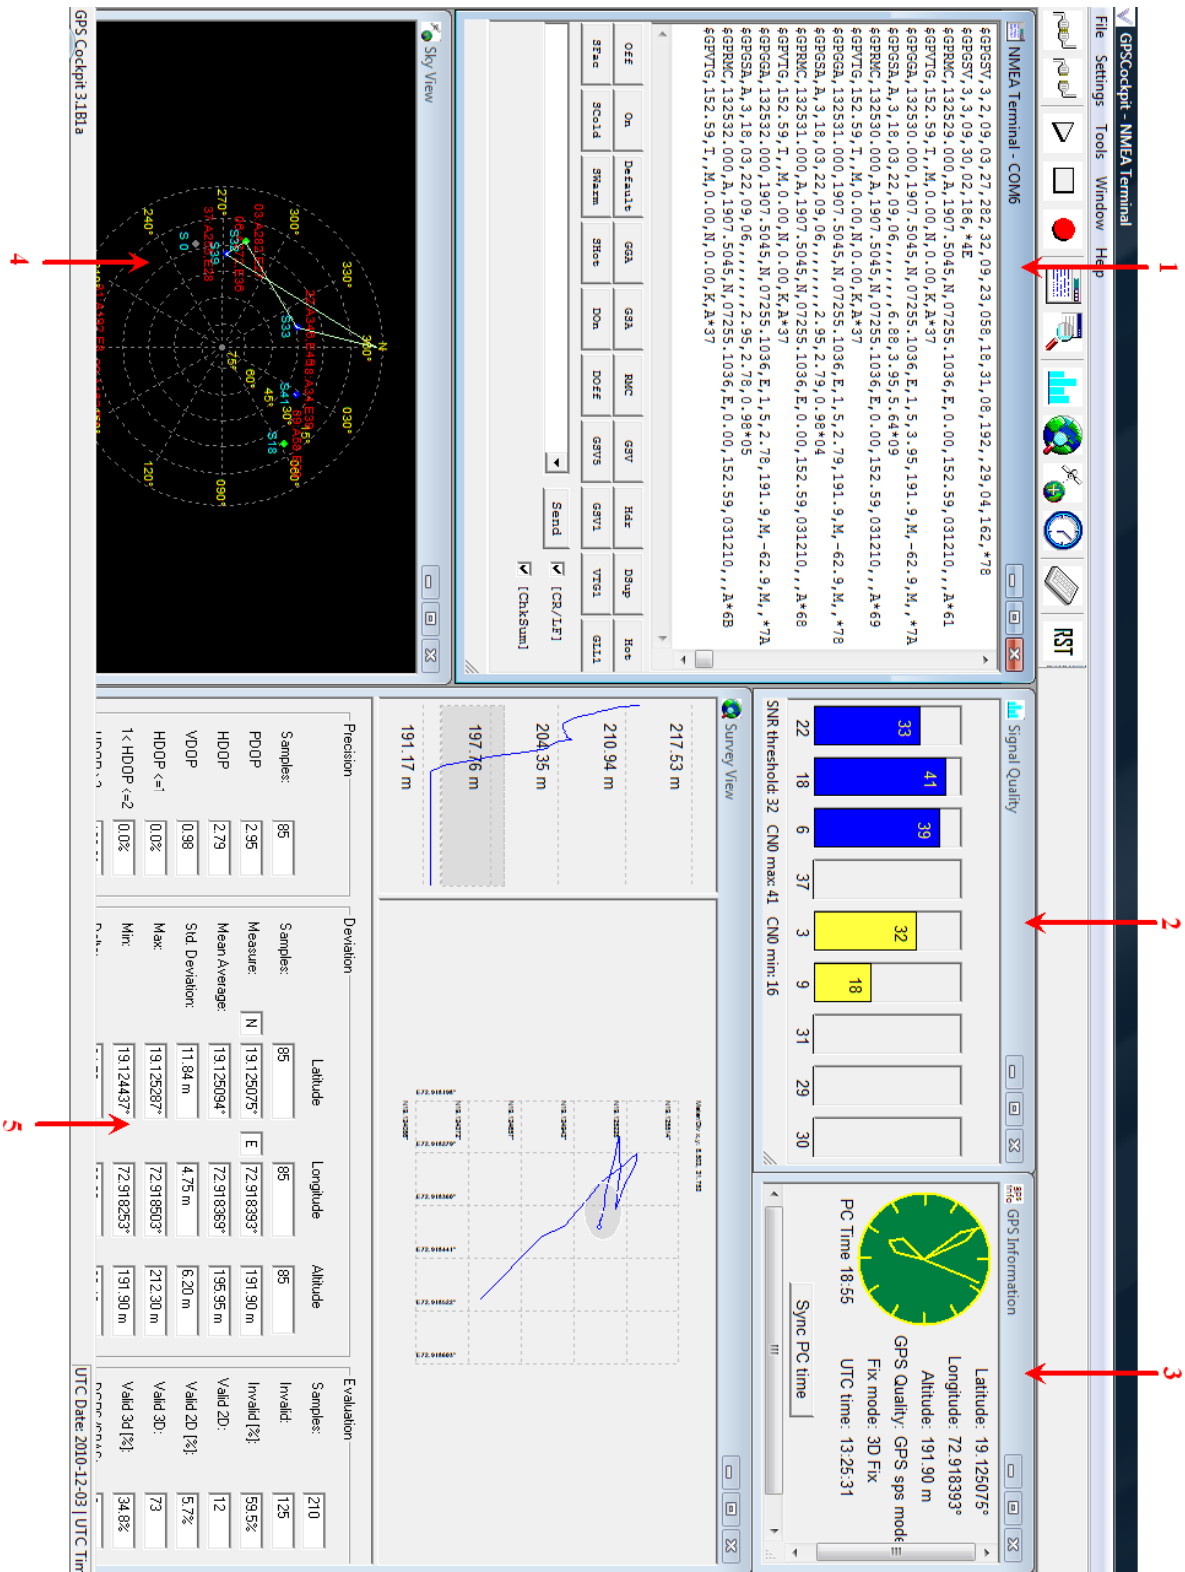 GPSCockpit - NMEA Terminal
File Settings Tools Window Help
RST
1
NMEA Terminal - COM6
$GPGSV,3,2,09,03,27,282,32,09,23,058,18,31,08,192,,29,04,162,*78
$GPGSV,3,3,09,30,02,186,*4E
$GPRMC,132529.000,A,1907.5045,N,07255.1036,E,0.00,152.59,031210,,,A*61
$GPVTG,152.59,T,,M,0.00,N,0.00,K,A*37
$GPGGA,132530.000,1907.5045,N,07255.1036,E,1,5,3.95,191.9,M,-62.9,M,,*7A
$GPGSA,A,3,18,03,22,09,06,,,,,,,,6.88,3.95,5.64*09
$GPRMC,132530.000,A,1907.5045,N,07255.1036,E,0.00,152.59,031210,,,A*69
$GPVTG,152.59,T,,M,0.00,N,0.00,K,A*37
$GPGGA,132531.000,1907.5045,N,07255.1036,E,1,5,2.79,191.9,M,-62.9,M,,*78
$GPGSA,A,3,18,03,22,09,06,,,,,,,,2.95,2.79,0.98*04
$GPRMC,132531.000,A,1907.5045,N,07255.1036,E,0.00,152.59,031210,,,A*68
$GPVTG,152.59,T,,M,0.00,N,0.00,K,A*37
$GPGGA,132532.000,1907.5045,N,07255.1036,E,1,5,2.78,191.9,M,-62.9,M,,*7A
$GPGSA,A,3,18,03,22,09,06,,,,,,,,2.95,2.78,0.98*05
$GPRMC,132532.000,A,1907.5045,N,07255.1036,E,0.00,152.59,031210,,,A*6B
$GPVTG,152.59,T,,M,0.00,N,0.00,K,A*37
Off On Default GGA GSA RMC GSV Hdr DSup Hot
SFac SCold SWarm SHot DOn DOff GSV5 GSV1 VTG1 GLL1
Send [CR/LF]
[ChkSum]
2
Signal Quality
33 41 39 32 18
22 18 6 37 3 9 31 29 30
SNR threshold: 32 CN0 max: 41 CN0 min: 16
3
GPS Information
Latitude: 19.125075°
Longitude: 72.918393°
Altitude: 191.90 m
GPS Quality: GPS sps mode
Fix mode: 3D Fix
UTC time: 13:25:31
PC Time 18:55
Sync PC time
Sky View
N
300° 330° 030° 060° 090° 120° 240° 270°
75° 60° 45° 30° 15°
S33 S41 S18 S32 S39 S 0
4
Survey View
217.53 m
210.94 m
204.35 m
197.76 m
191.17 m
Precision
Samples: 85
PDOP 2.95
HDOP 2.79
VDOP 0.98
HDOP <=1 0.0%
1< HDOP <=2 0.0%
Deviation
Latitude Longitude Altitude
Samples: 85 85 85
Measure: N 19.125075° E 72.918393° 191.90 m
Mean Average: 19.125094° 72.918369° 195.95 m
Std. Deviation: 11.84 m 4.75 m 6.20 m
Max: 19.125287° 72.918503° 212.30 m
Min: 19.124437° 72.918253° 191.90 m
Evaluation
Samples: 210
Invalid: 125
Invalid [%]: 59.5%
Valid 2D: 12
Valid 2D [%]: 5.7%
Valid 3D: 73
Valid 3d [%]: 34.8%
5
GPS Cockpit 3.1B1a
UTC Date: 2010-12-03 | UTC Tim